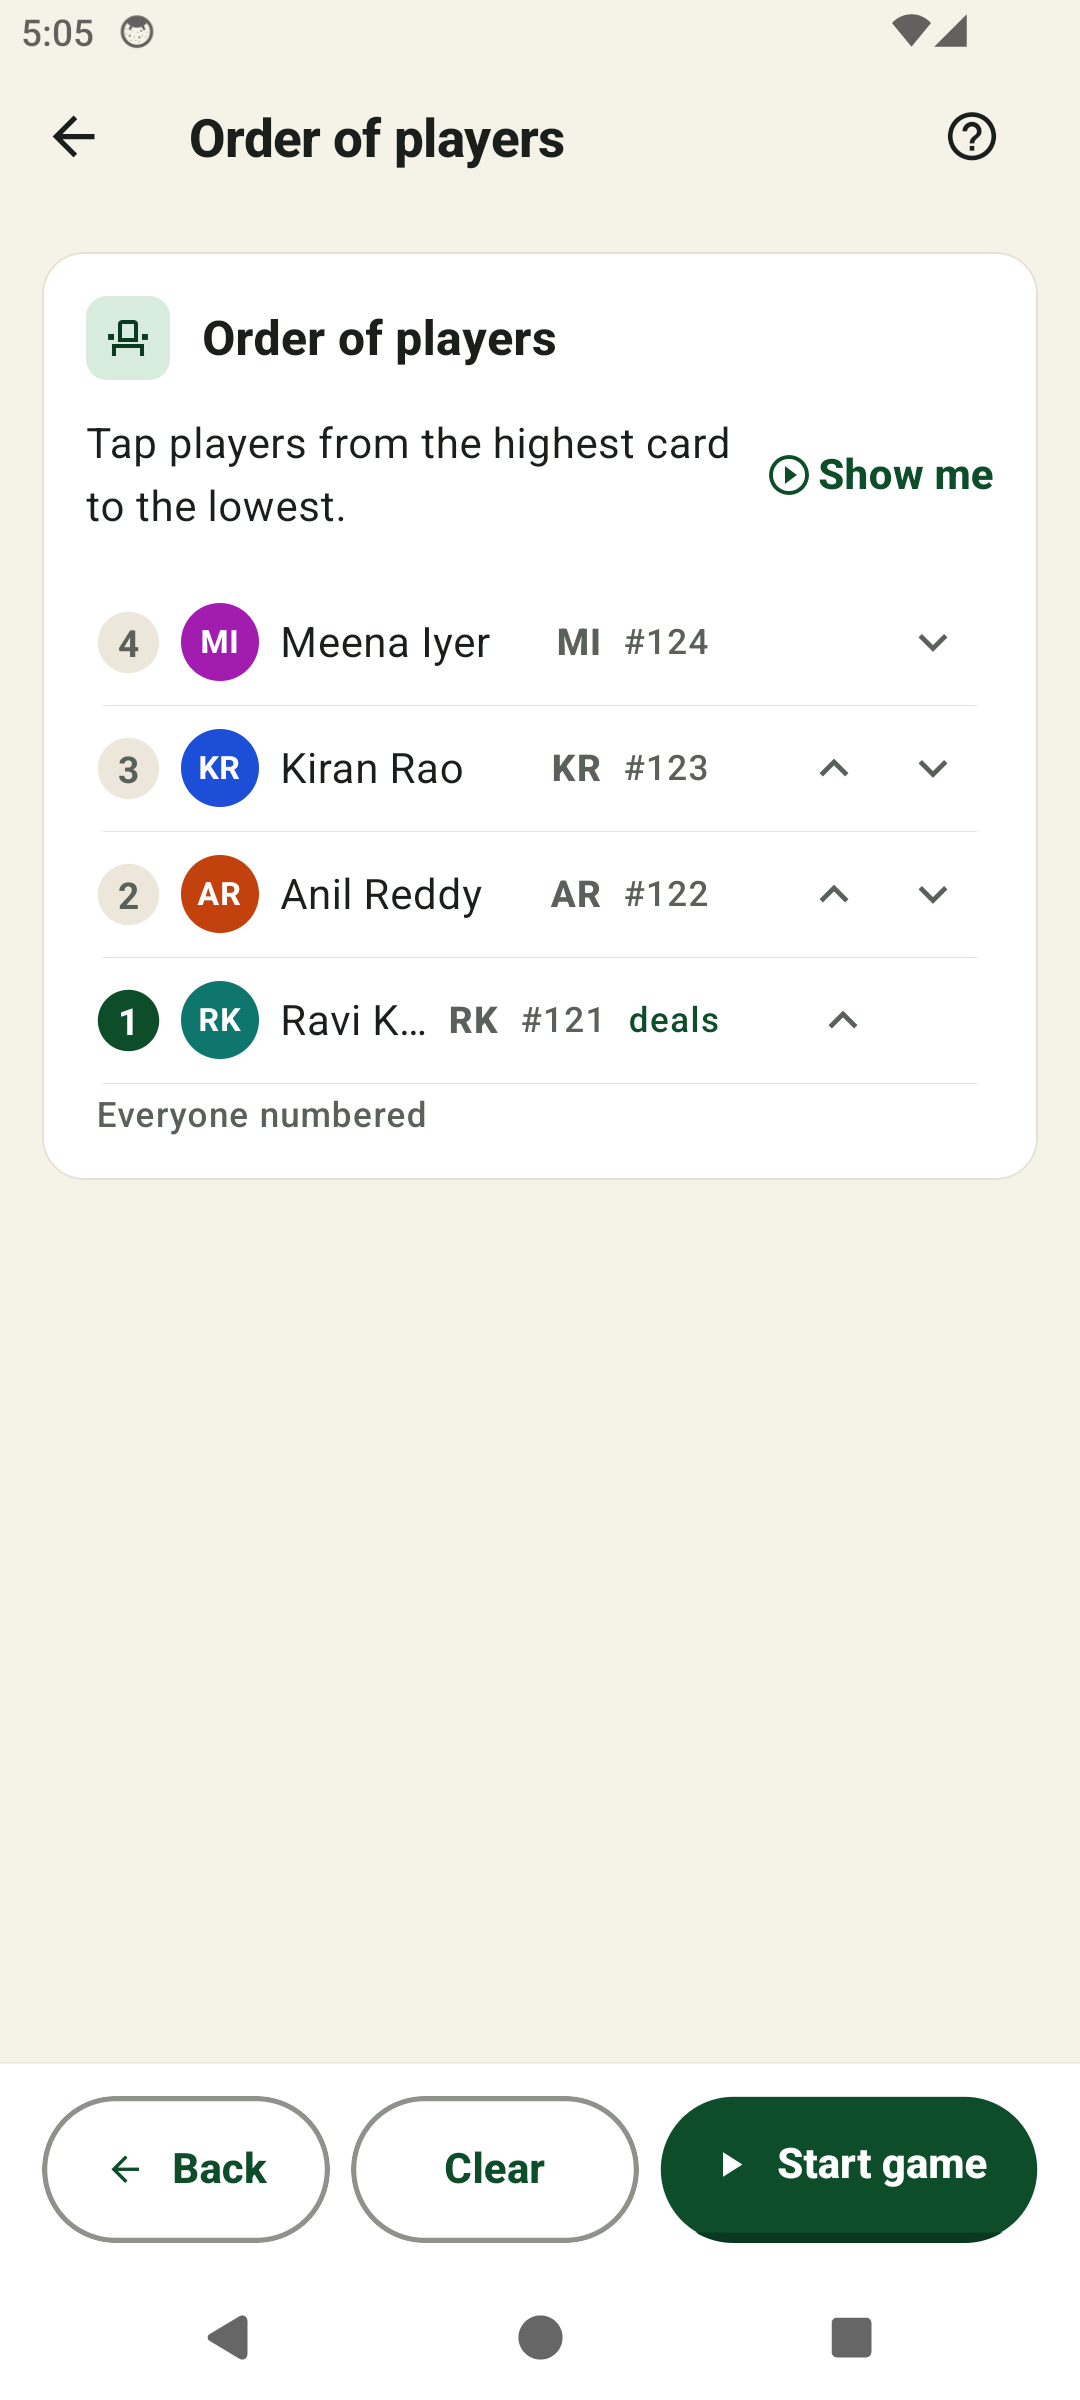 5:05
Order of players
Order of players
Tap players from the highest card
to the lowest.
Show me
4 MI Meena Iyer MI #124
3 KR Kiran Rao KR #123
2 AR Anil Reddy AR #122
1 RK Ravi K... RK #121 deals
Everyone numbered
Back
Clear
Start game